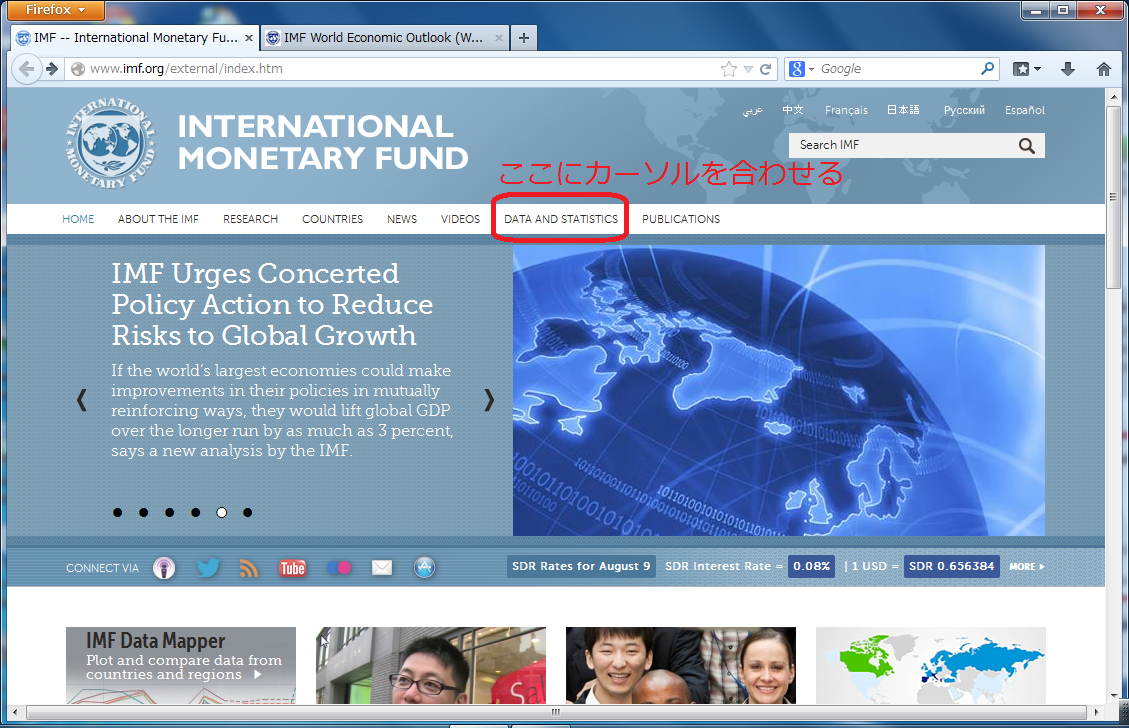 Firefox
IMF -- International Monetary Fu...
IMF World Economic Outlook (W...
www.imf.org/external/index.htm
Google
INTERNATIONAL
MONETARY FUND
عربي 中文 Français 日本語 Русский Español
INTERNATIONAL
MONETARY FUND
Search IMF
ここにカーソルを合わせる
HOME ABOUT THE IMF RESEARCH COUNTRIES NEWS VIDEOS DATA AND STATISTICS PUBLICATIONS
IMF Urges Concerted
Policy Action to Reduce
Risks to Global Growth
If the world's largest economies could make
improvements in their policies in mutually
reinforcing ways, they would lift global GDP
over the longer run by as much as 3 percent,
says a new analysis by the IMF.
CONNECT VIA
Tube
SDR Rates for August 9 SDR Interest Rate = 0.08% | 1 USD = SDR 0.656384 MORE
IMF Data Mapper
Plot and compare data from
countries and regions